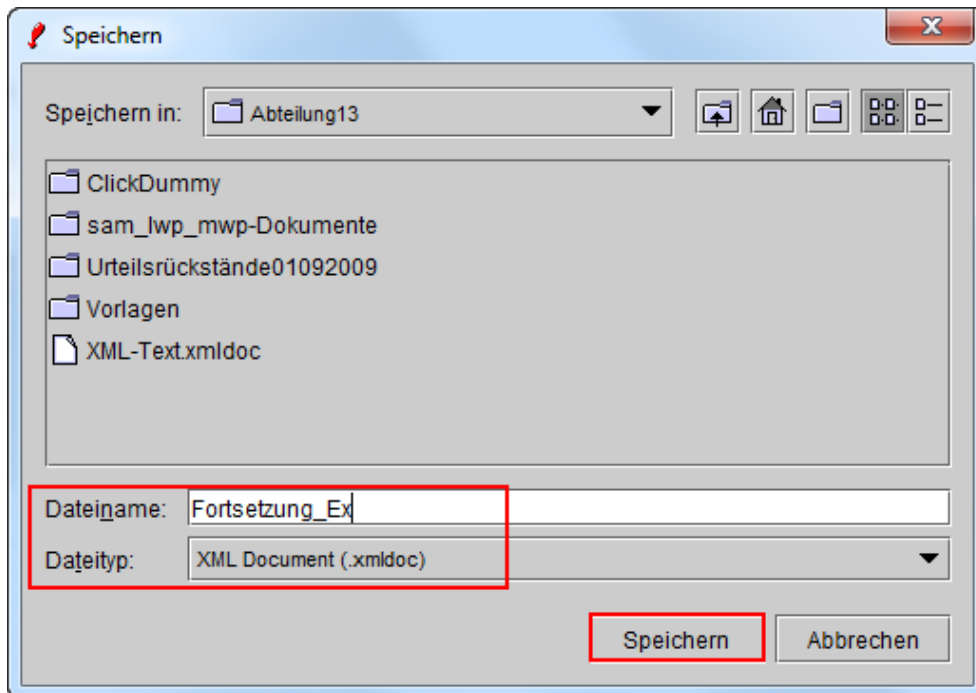 Speichern
Speichern in: Abteilung13
ClickDummy
sam_lwp_mwp-Dokumente
Urteilsrückstände01092009
Vorlagen
XML-Text.xmldoc
Dateiname: Fortsetzung_Ex
Dateityp: XML Document (.xmldoc)
Speichern Abbrechen